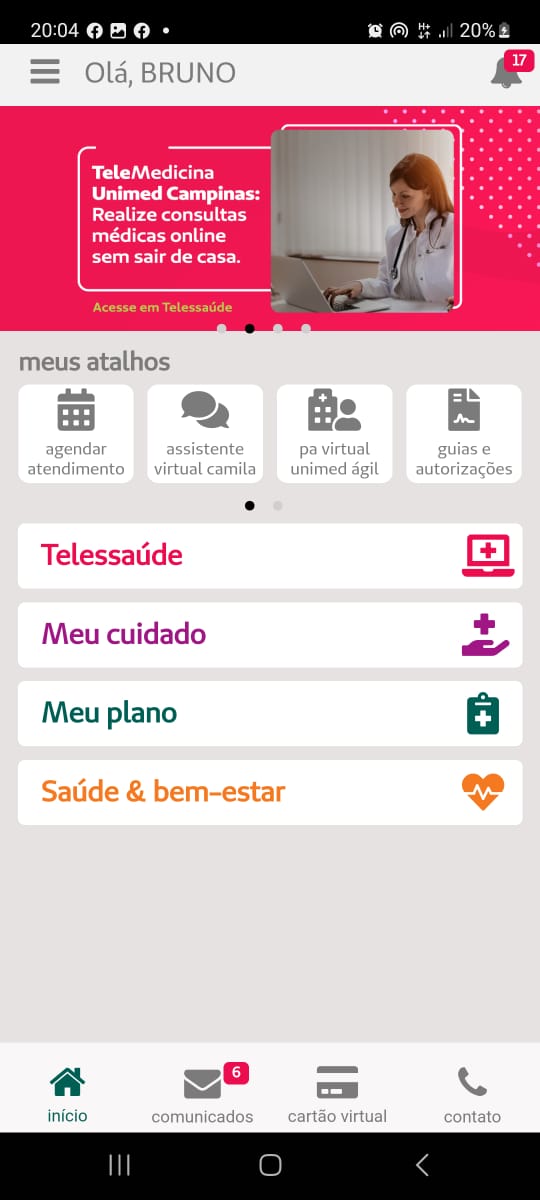 20:04
H+
20%
Olá, BRUNO
17
TeleMedicina
Unimed Campinas:
Realize consultas
médicas online
sem sair de casa.
Acesse em Telessaúde
meus atalhos
agendar
atendimento
assistente
virtual camila
pa virtual
unimed ágil
guias e
autorizações
Telessaúde
Meu cuidado
Meu plano
Saúde & bem-estar
início
6
comunicados
cartão virtual
contato